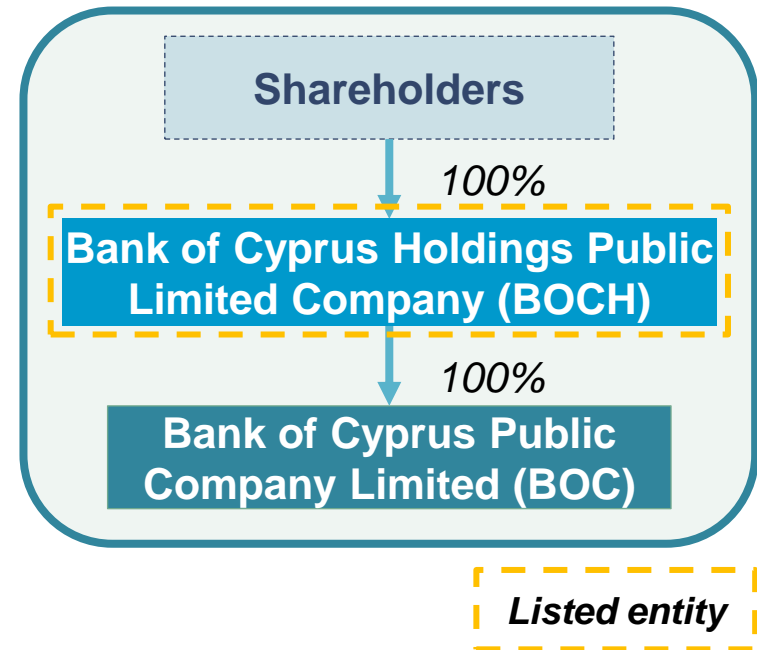 Shareholders
100%
Bank of Cyprus Holdings Public
Limited Company (BOCH)
100%
Bank of Cyprus Public
Company Limited (BOC)
Listed entity